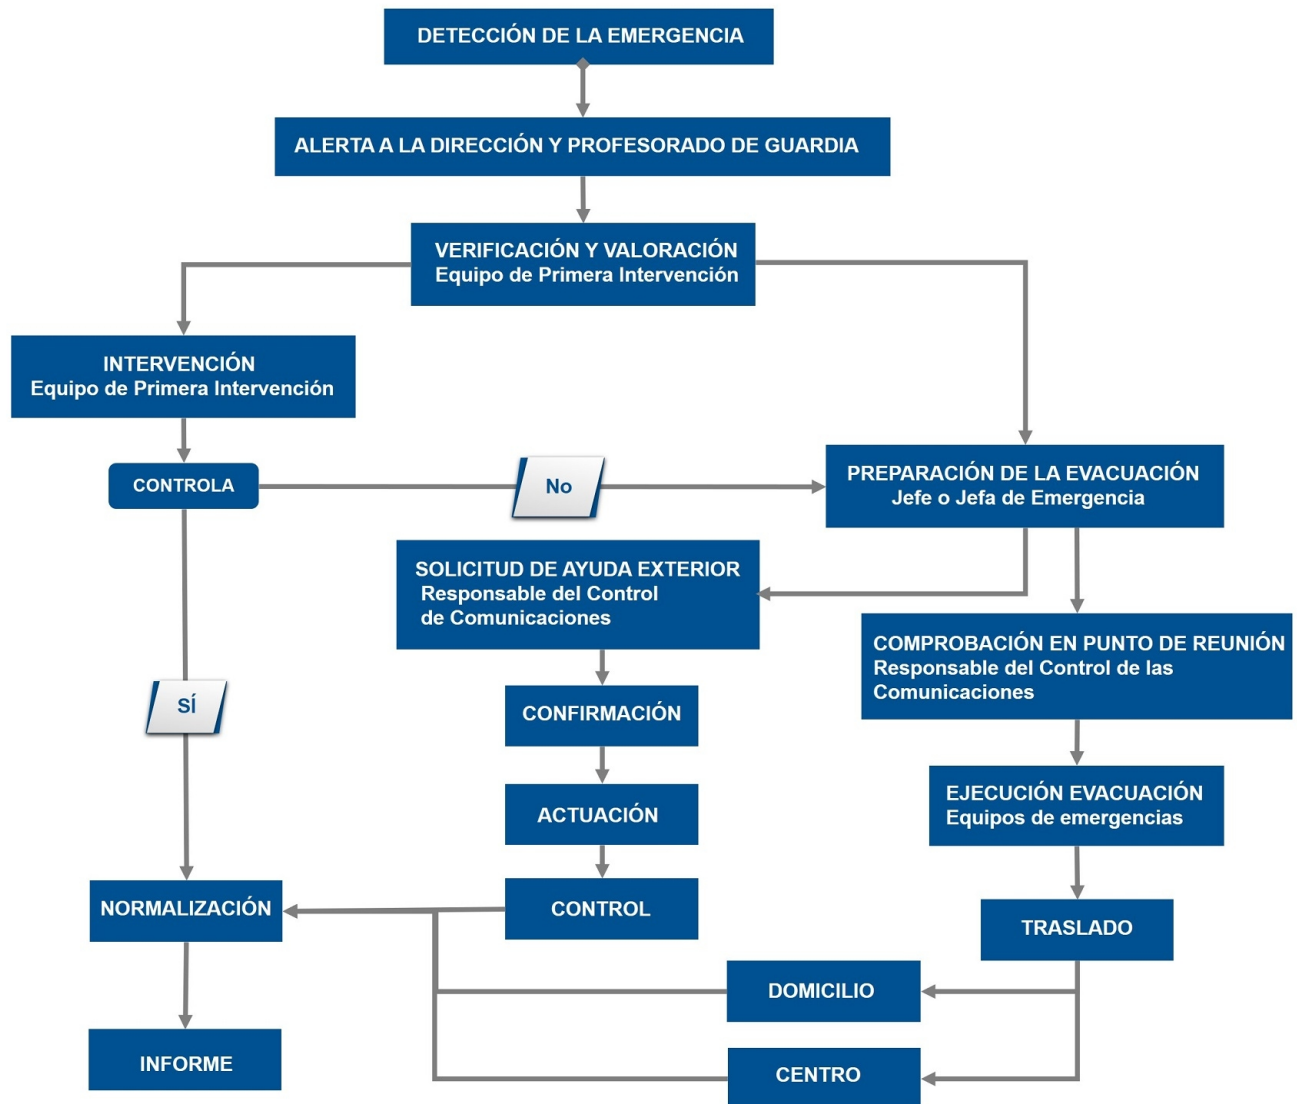 DETECCIÓN DE LA EMERGENCIA
ALERTA A LA DIRECCIÓN Y PROFESORADO DE GUARDIA
VERIFICACIÓN Y VALORACIÓN
Equipo de Primera Intervención
INTERVENCIÓN
Equipo de Primera Intervención
CONTROLA
No
PREPARACIÓN DE LA EVACUACIÓN
Jefe o Jefa de Emergencia
SOLICITUD DE AYUDA EXTERIOR
Responsable del Control
de Comunicaciones
COMPROBACIÓN EN PUNTO DE REUNIÓN
Responsable del Control de las
Comunicaciones
SÍ
CONFIRMACIÓN
EJECUCIÓN EVACUACIÓN
Equipos de emergencias
ACTUACIÓN
NORMALIZACIÓN
CONTROL
TRASLADO
DOMICILIO
INFORME
CENTRO